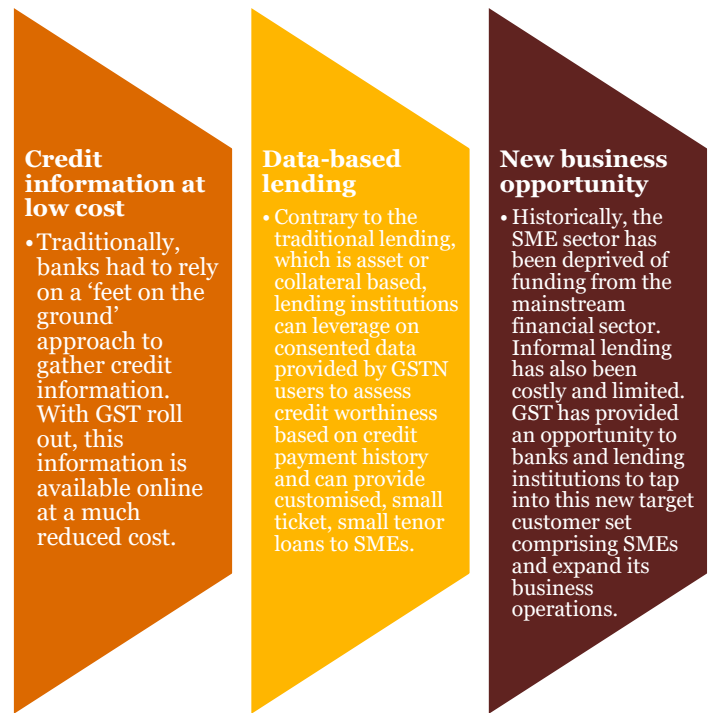 Credit
information at
low cost
• Traditionally,
banks had to rely
on a ‘feet on the
ground’
approach to
gather credit
information.
With GST roll
out, this
information is
available online
at a much
reduced cost.
Data-based
lending
• Contrary to the
traditional lending,
which is asset or
collateral based,
lending institutions
can leverage on
consented data
provided by GSTN
users to assess
credit worthiness
based on credit
payment history
and can provide
customised, small
ticket, small tenor
loans to SMEs.
New business
opportunity
• Historically, the
SME sector has
been deprived of
funding from the
mainstream
financial sector.
Informal lending
has also been
costly and limited.
GST has provided
an opportunity to
banks and lending
institutions to tap
into this new target
customer set
comprising SMEs
and expand its
business
operations.